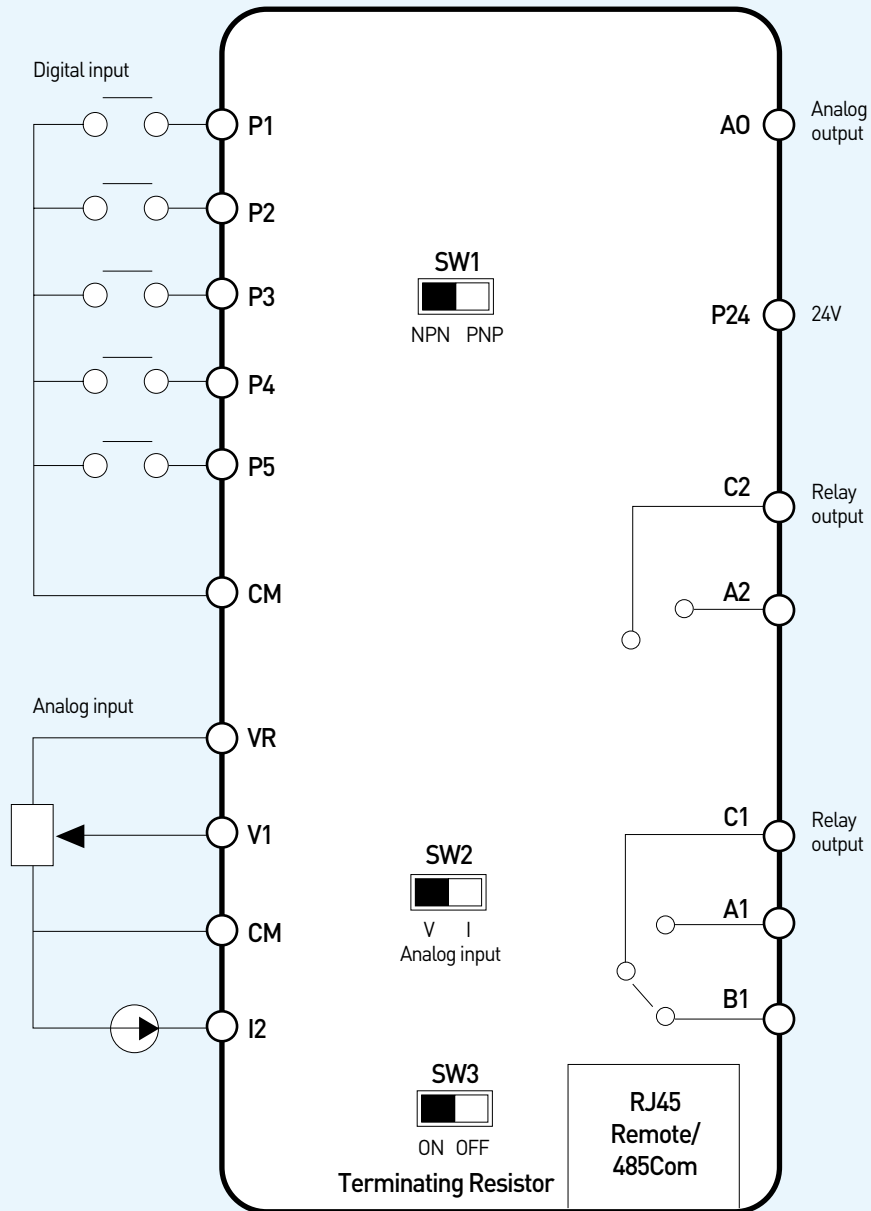 Digital input
P1
P2
P3
P4
P5
CM
Analog input
VR
V1
CM
I2
SW1
NPN PNP
SW2
V I
Analog input
SW3
ON OFF
Terminating Resistor
AO
Analog
output
P24
24V
C2
Relay
output
A2
C1
Relay
output
A1
B1
RJ45
Remote/
485Com